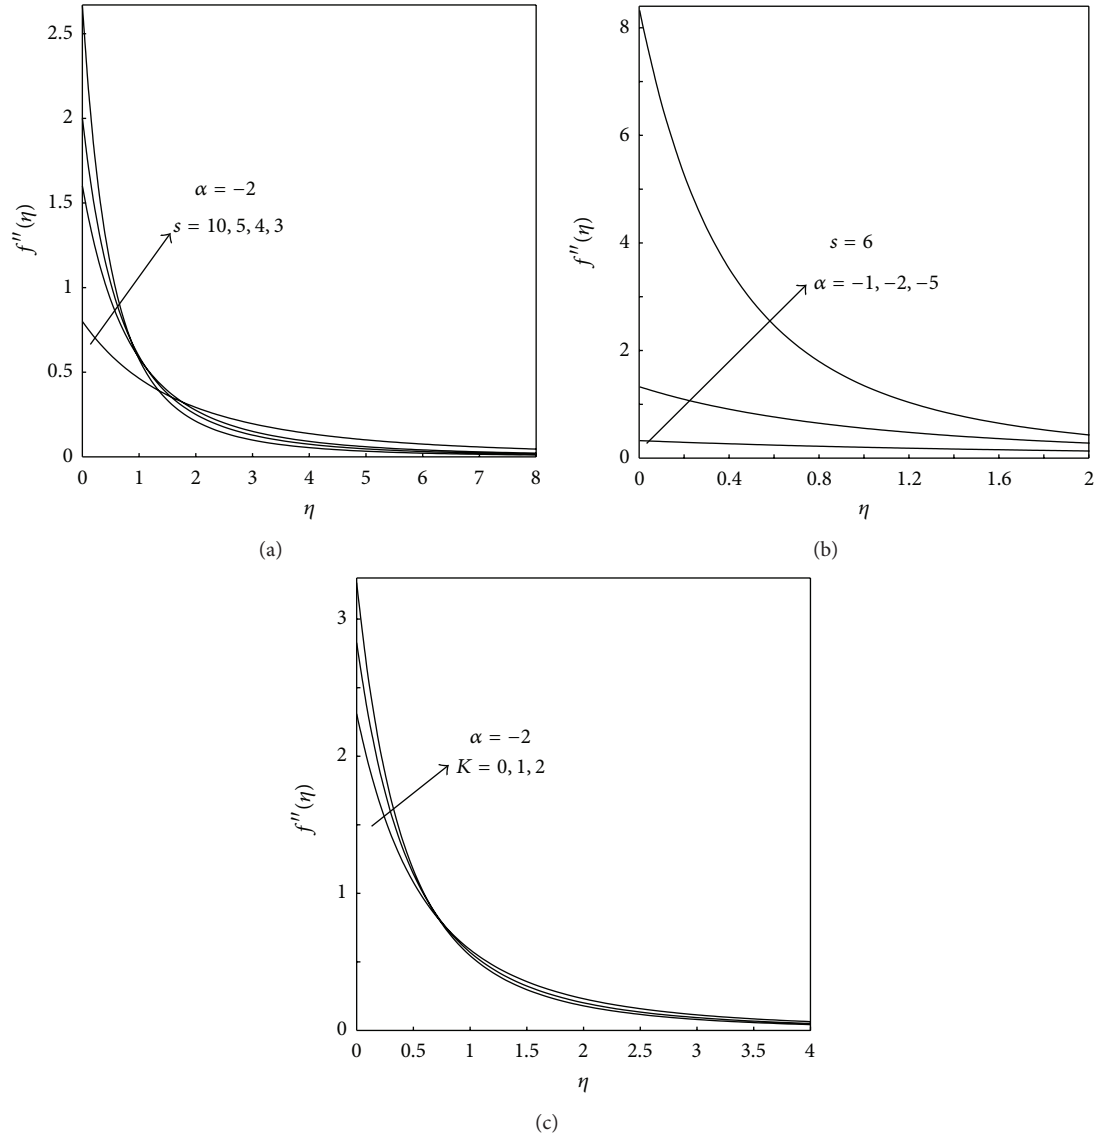 2.5
2
1.5
1
0.5
0
f″(η)
α = −2
s = 10, 5, 4, 3
0 1 2 3 4 5 6 7 8
η
(a)
8
6
4
2
0
f″(η)
s = 6
α = −1, −2, −5
0 0.4 0.8 1.2 1.6 2
η
(b)
3
2
1
0
f″(η)
α = −2
K = 0, 1, 2
0 0.5 1 1.5 2 2.5 3 3.5 4
η
(c)